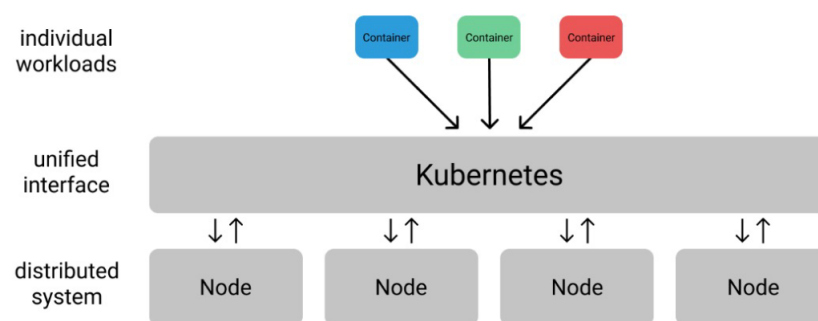 individual
workloads
Container
Container
Container
unified
interface
Kubernetes
distributed
system
Node
Node
Node
Node